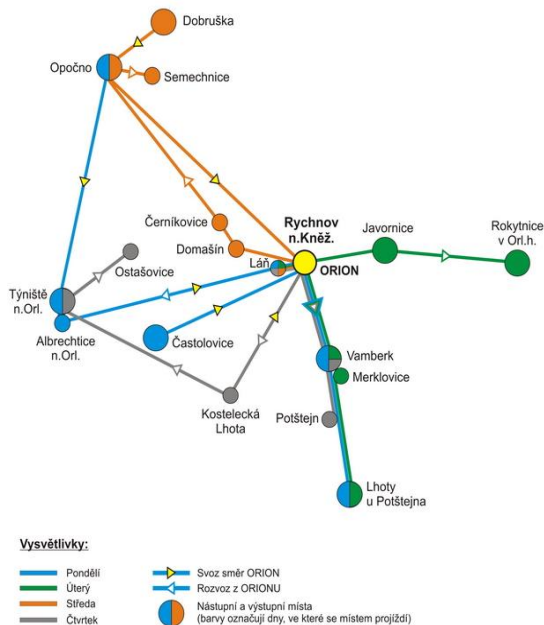 Dobruška
Opočno
Semechnice
Černíkovice
Rychnov
n.Kněž.
Javornice
Rokytnice
v Orl.h.
Domašín
Láň
ORION
Ostašovice
Týniště
n.Orl.
Albrechtice
n.Orl.
Častolovice
Vamberk
Merklovice
Kostelecká
Lhota
Potštejn
Lhoty
u Potštejna
Vysvětlivky:
Pondělí
Úterý
Středa
Čtvrtek
Svoz směr ORION
Rozvoz z ORIONU
Nástupní a výstupní místa
(barvy označují dny, ve které se místem projíždí)